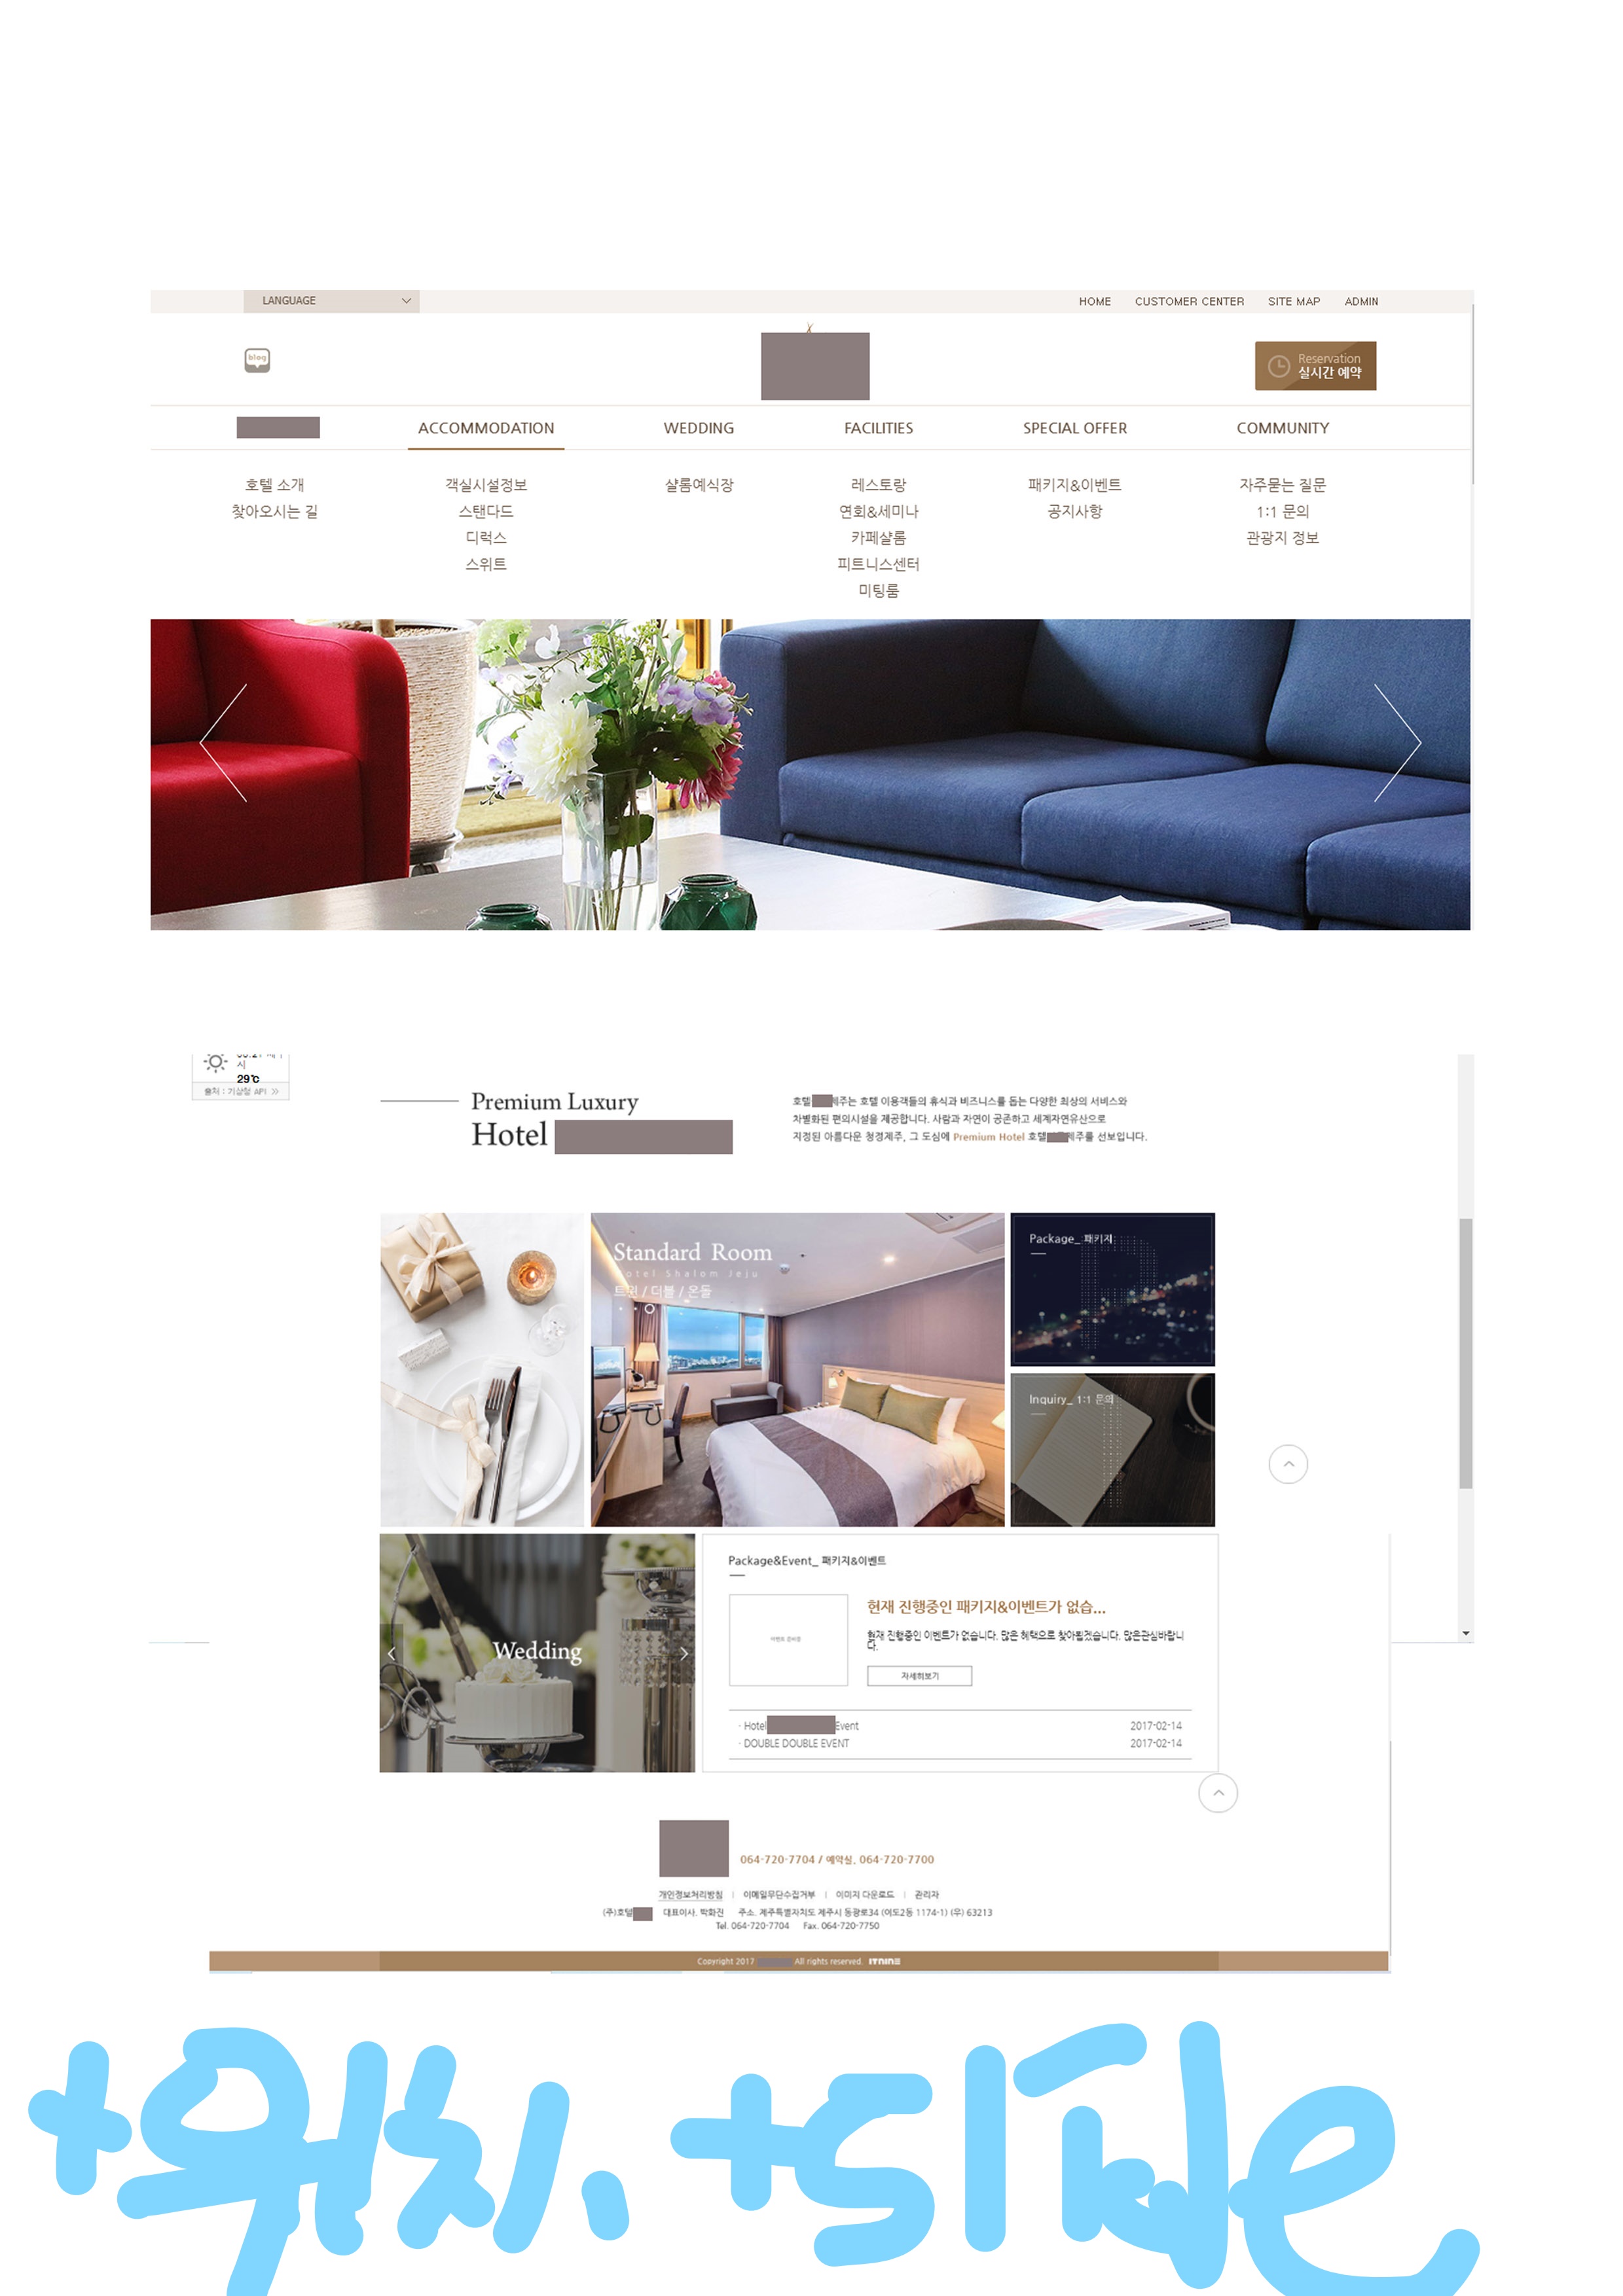 LANGUAGE
HOME CUSTOMER CENTER SITE MAP ADMIN
blog
Reservation
실시간 예약
ACCOMMODATION WEDDING FACILITIES SPECIAL OFFER COMMUNITY
호텔 소개 객실시설정보 샬롬예식장 레스토랑 패키지&이벤트 자주묻는 질문
찾아오시는 길 스탠다드 연회&세미나 공지사항 1:1 문의
디럭스 카페샬롬 관광지 정보
스위트 피트니스센터
미팅룸
시
29℃
출처 : 기상청 API »
Premium Luxury
Hotel
호텔 제주는 호텔 이용객들의 휴식과 비즈니스를 돕는 다양한 최상의 서비스와
차별화된 편의시설을 제공합니다. 사람과 자연이 공존하고 세계자연유산으로
지정된 아름다운 청경제주, 그 도심에 Premium Hotel 호텔 제주를 선보입니다.
Standard Room
Hotel Shalom Jeju
트윈 / 더블 / 온돌
Package_ 패키지
Inquiry_ 1:1 문의
Wedding
Package&Event_ 패키지&이벤트
현재 진행중인 패키지&이벤트가 없습...
현재 진행중인 이벤트가 없습니다. 많은 혜택으로 찾아뵙겠습니다. 많은관심바랍니
다.
이벤트 준비중
자세히보기
· Hotel Event 2017-02-14
· DOUBLE DOUBLE EVENT 2017-02-14
064-720-7704 / 예약실. 064-720-7700
개인정보처리방침 | 이메일무단수집거부 | 이미지 다운로드 | 관리자
(주)호텔 대표이사. 박화진 주소. 제주특별자치도 제주시 동광로34 (이도2동 1174-1) (우) 63213
Tel. 064-720-7704 Fax. 064-720-7750
Copyright 2017 All rights reserved. ITNINE
+위치. +